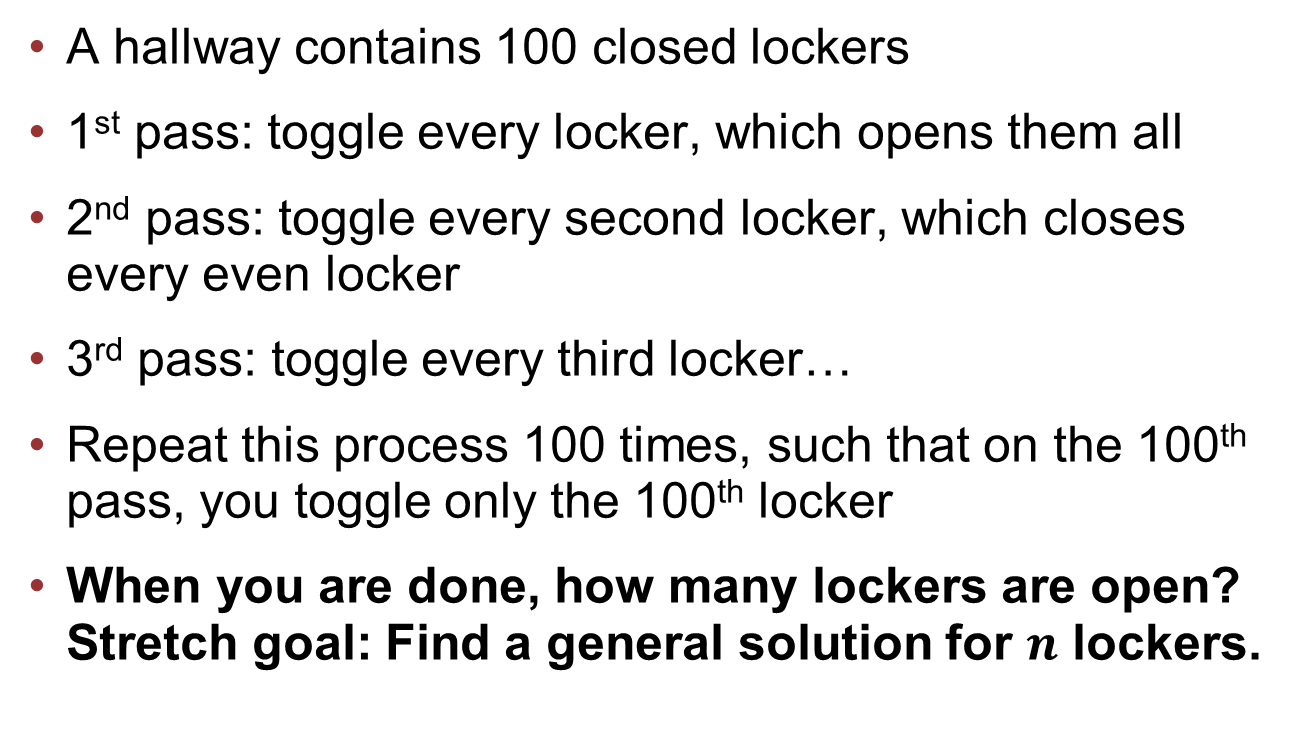 • A hallway contains 100 closed lockers
• 1st pass: toggle every locker, which opens them all
• 2nd pass: toggle every second locker, which closes
every even locker
• 3rd pass: toggle every third locker…
• Repeat this process 100 times, such that on the 100th
pass, you toggle only the 100th locker
• When you are done, how many lockers are open?
Stretch goal: Find a general solution for n lockers.